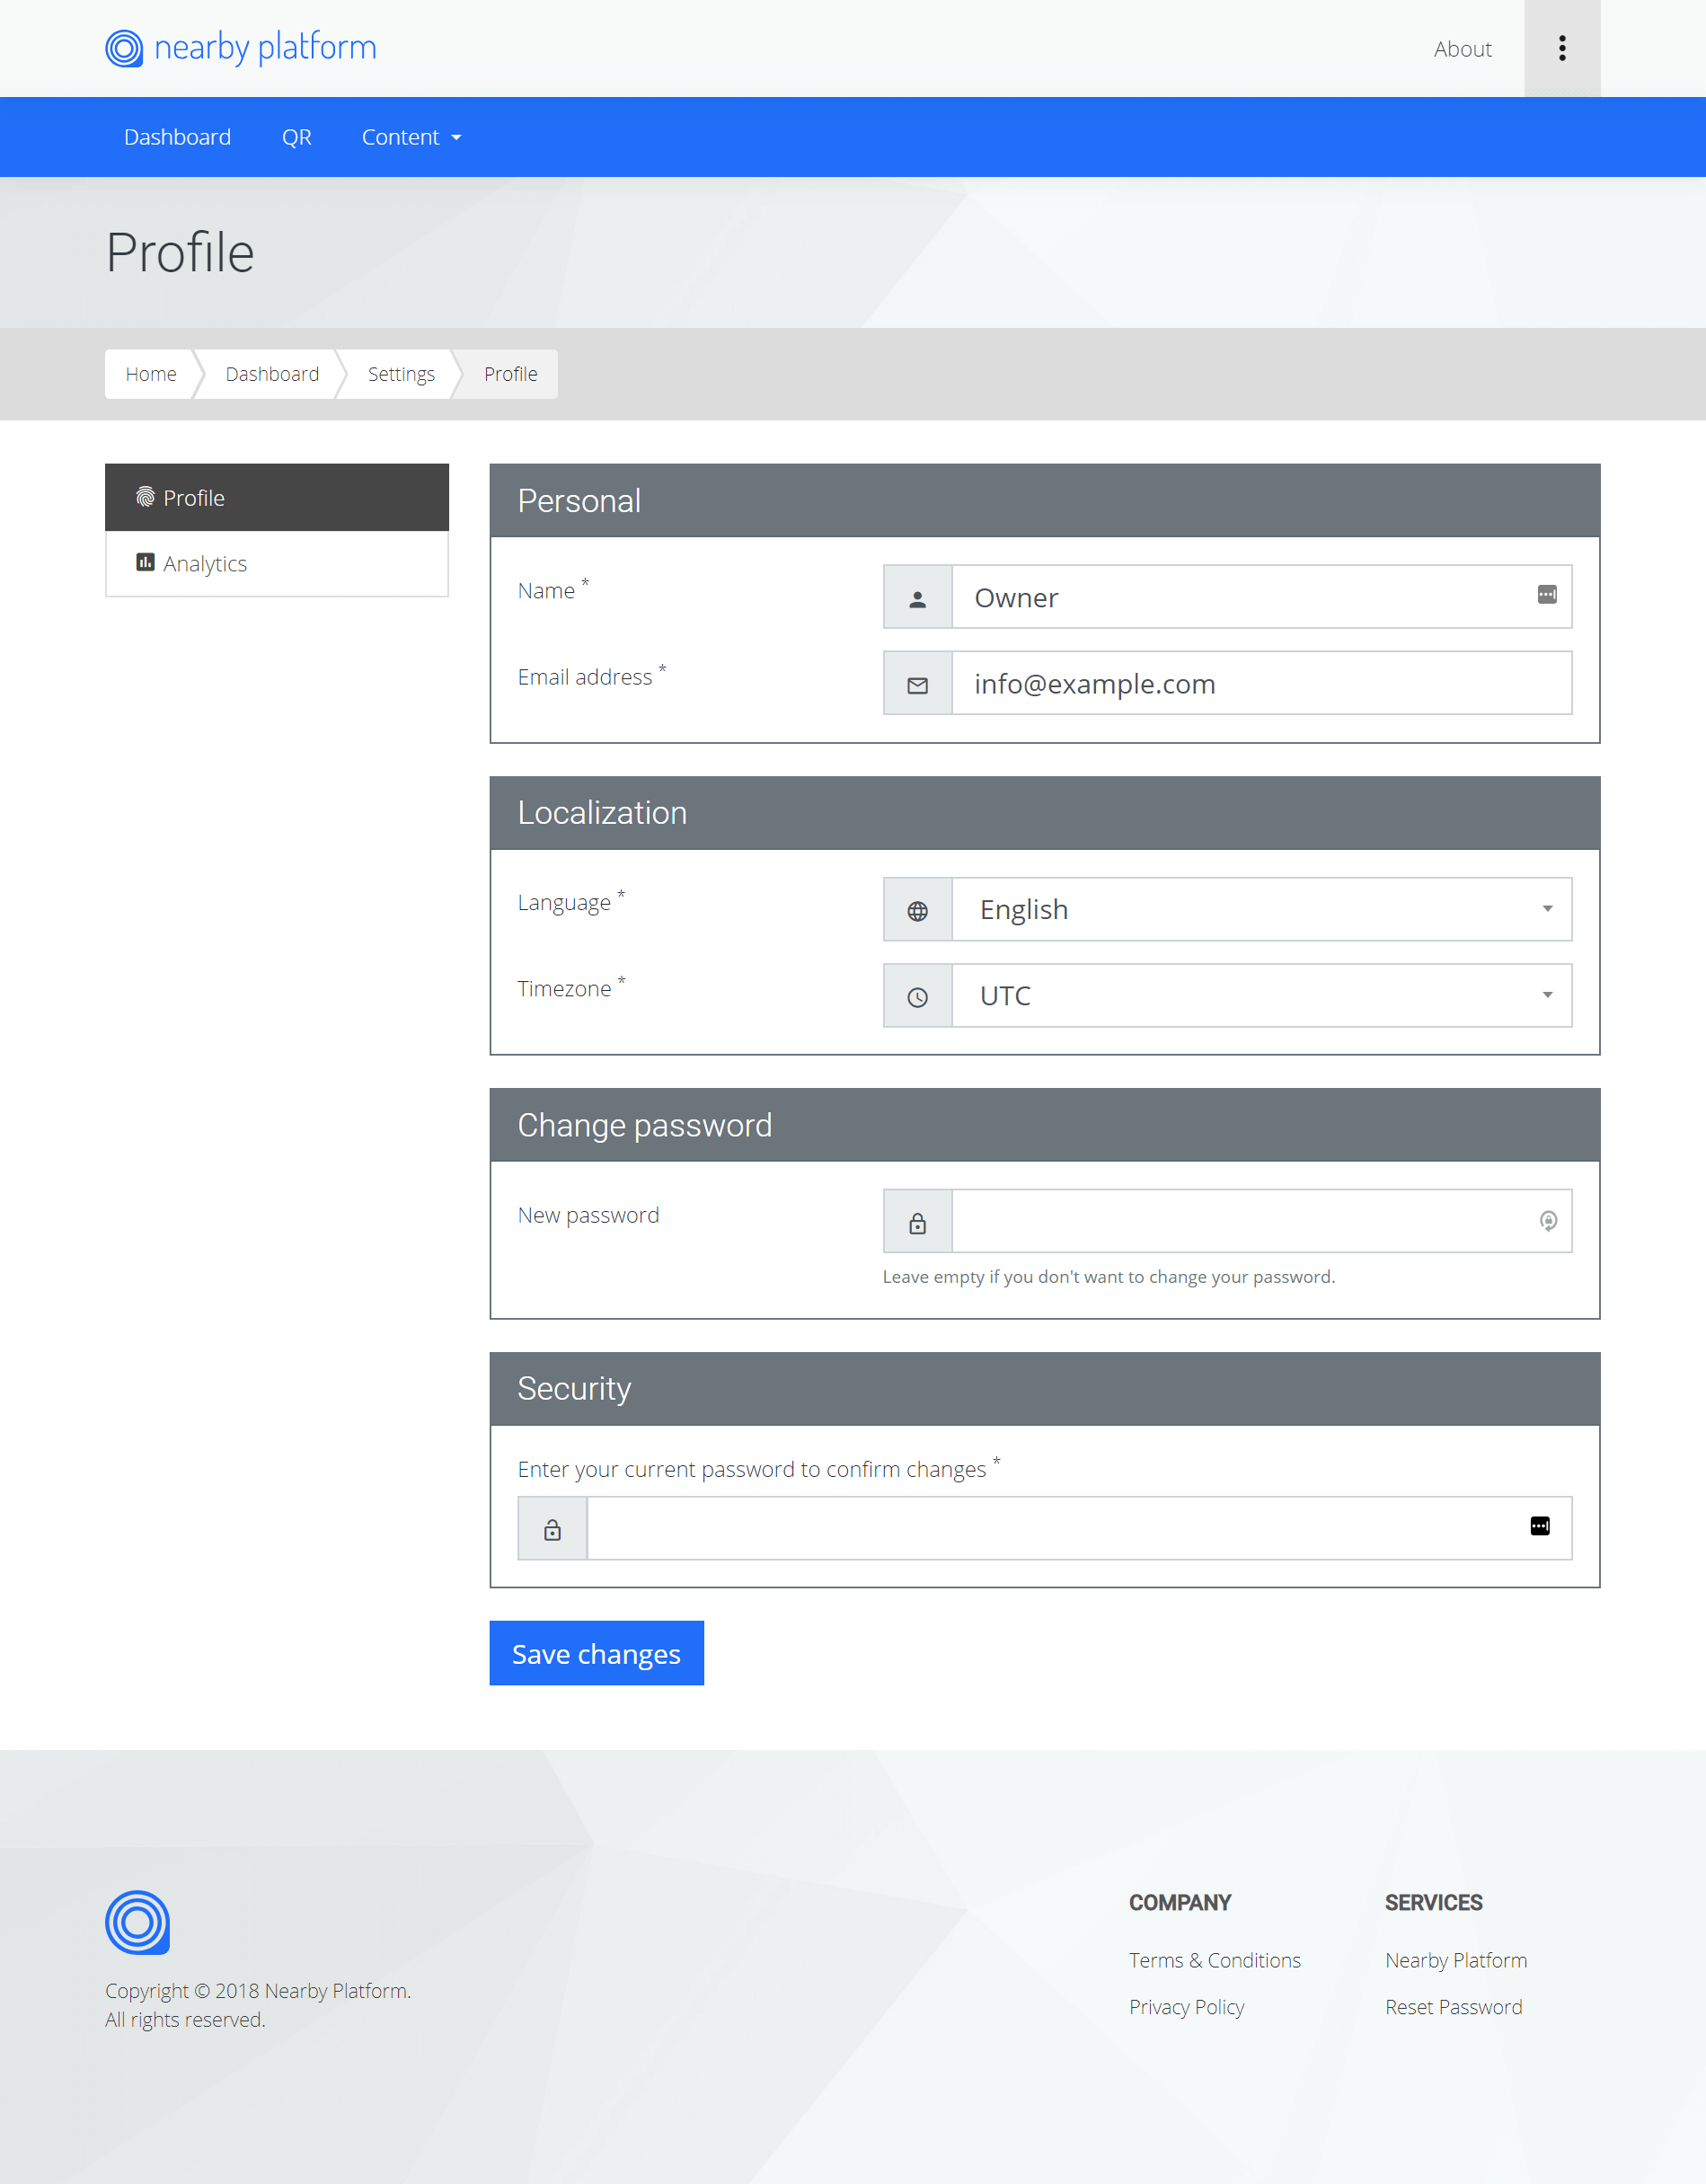 nearby platform
About
Dashboard QR Content
Profile
Home Dashboard Settings Profile
Profile
Analytics
Personal
Name *
Owner
Email address *
info@example.com
Localization
Language *
English
Timezone *
UTC
Change password
New password
Leave empty if you don't want to change your password.
Security
Enter your current password to confirm changes *
Save changes
Copyright © 2018 Nearby Platform.
All rights reserved.
COMPANY
Terms & Conditions
Privacy Policy
SERVICES
Nearby Platform
Reset Password